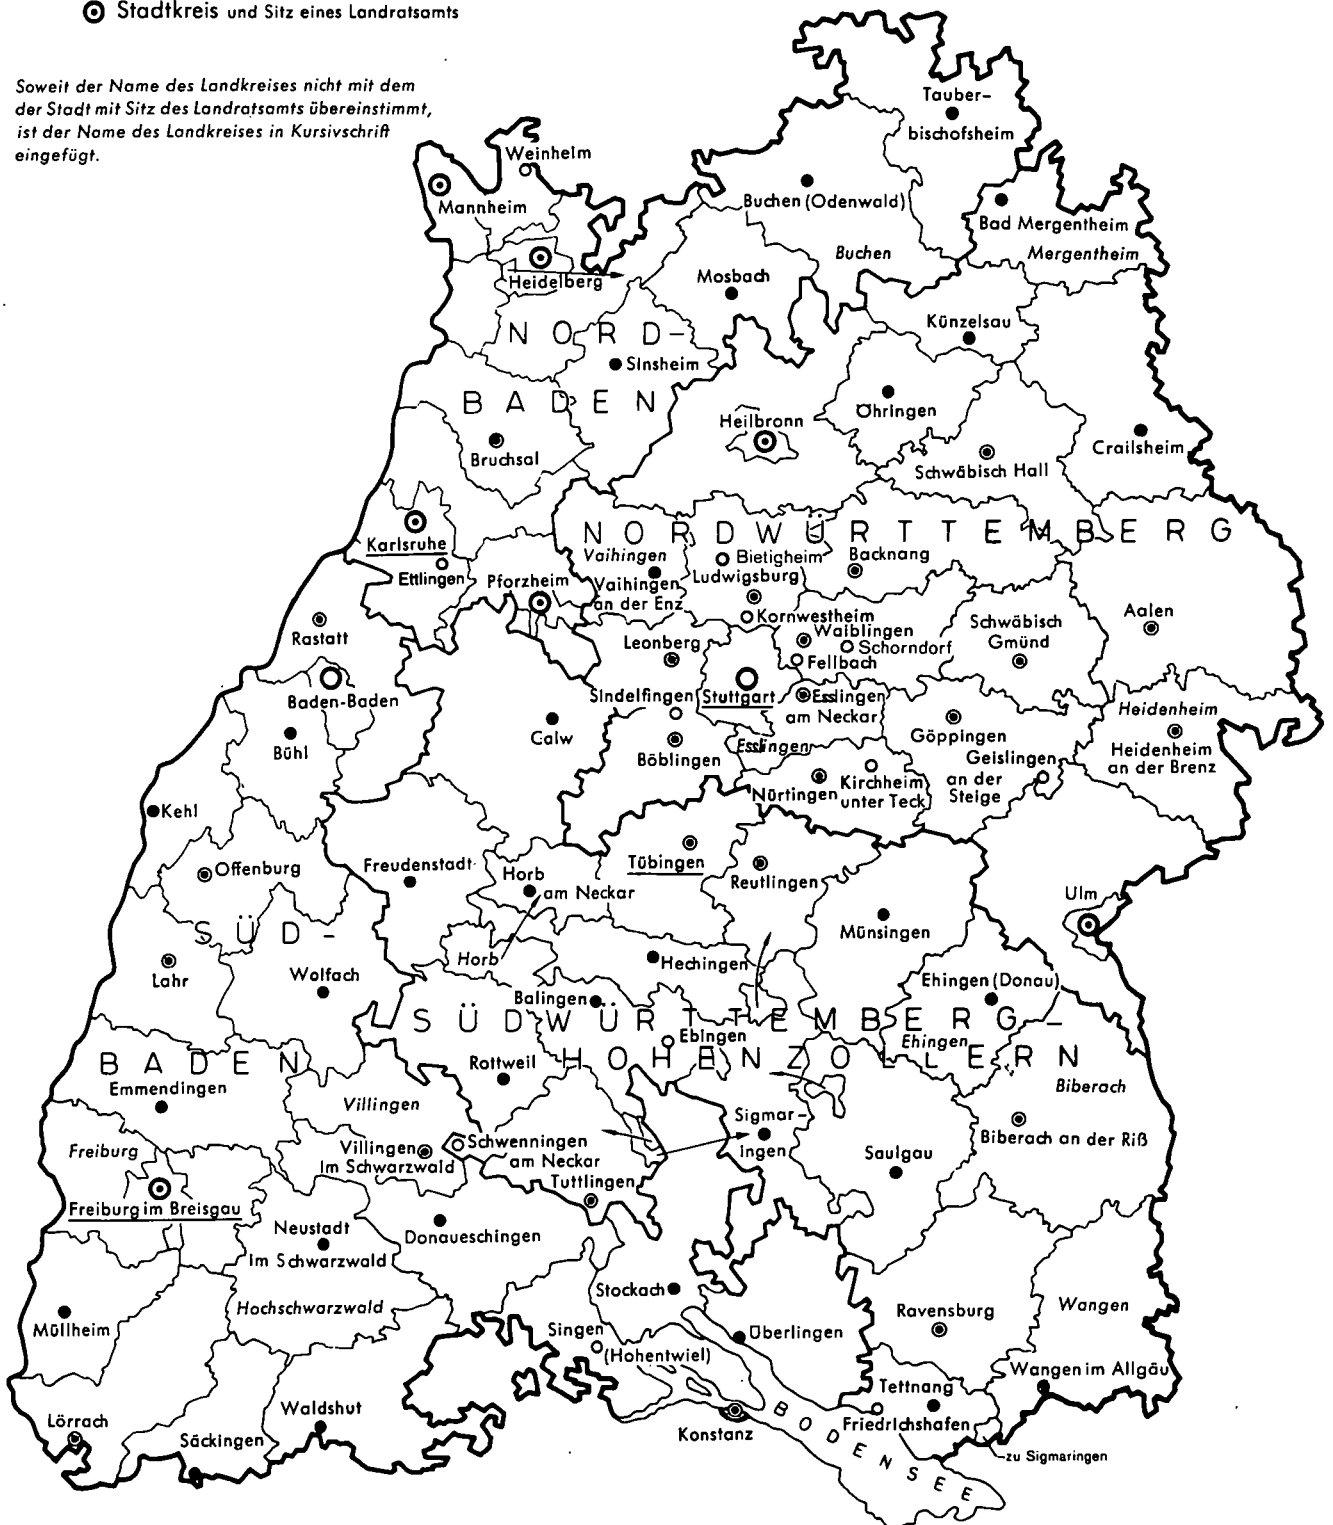 Stadtkreis und Sitz eines Landratsamts
Soweit der Name des Landkreises nicht mit dem
der Stadt mit Sitz des Landratsamts übereinstimmt,
ist der Name des Landkreises in Kursivschrift
eingefügt.
Tauber-
bischofsheim
Weinheim
Mannheim
Buchen (Odenwald)
Bad Mergentheim
Mergentheim
Buchen
Heidelberg
Mosbach
Künzelsau
NORD-
Sinsheim
BADEN
Öhringen
Heilbronn
Crailsheim
Bruchsal
Schwäbisch Hall
Karlsruhe
NORDWÜRTTEMBERG
Vaihingen
Bietigheim
Backnang
Ettlingen
Pforzheim
Vaihingen
an der Enz
Ludwigsburg
Kornwestheim
Aalen
Rastatt
Leonberg
Waiblingen
Schorndorf
Fellbach
Schwäbisch
Gmünd
Baden-Baden
Sindelfingen
Stuttgart
Esslingen
am Neckar
Heidenheim
Bühl
Calw
Böblingen
Esslingen
Göppingen
Heidenheim
an der Brenz
Geislingen
an der
Steige
Nürtingen
Kirchheim
unter Teck
Kehl
Offenburg
Freudenstadt
Horb
am Neckar
Tübingen
Reutlingen
Ulm
SÜD-
Münsingen
Horb
Hechingen
Lahr
Wolfach
Ehingen (Donau)
Balingen
SÜDWÜRTTEMBERG-
Ebingen
Ehingen
BADEN
HOHENZOLLERN
Rottweil
Emmendingen
Biberach
Villingen
Sigmar-
ingen
Freiburg
Villingen
im Schwarzwald
Schwenningen
am Neckar
Biberach an der Riß
Saulgau
Tuttlingen
Freiburg im Breisgau
Neustadt
im Schwarzwald
Donaueschingen
Stockach
Hochschwarzwald
Ravensburg
Wangen
Müllheim
Singen
(Hohentwiel)
Überlingen
Wangen im Allgäu
Tettnang
Lörrach
Waldshut
Friedrichshafen
Säckingen
Konstanz
BODENSEE
zu Sigmaringen